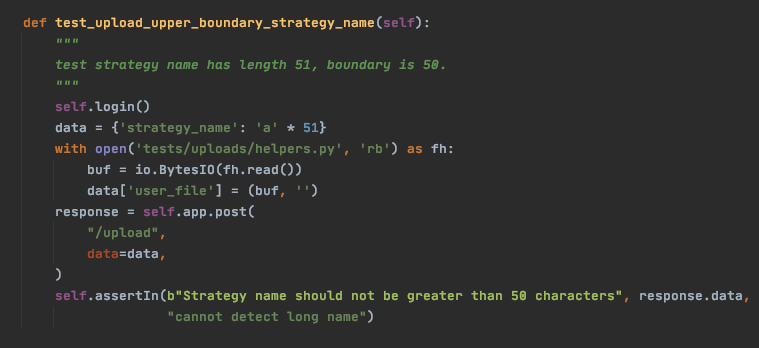 def test_upload_upper_boundary_strategy_name(self):
    """
    test strategy name has length 51, boundary is 50.
    """
    self.login()
    data = {'strategy_name': 'a' * 51}
    with open('tests/uploads/helpers.py', 'rb') as fh:
        buf = io.BytesIO(fh.read())
        data['user_file'] = (buf, '')
    response = self.app.post(
        "/upload",
        data=data,
    )
    self.assertIn(b"Strategy name should not be greater than 50 characters", response.data,
                  "cannot detect long name")